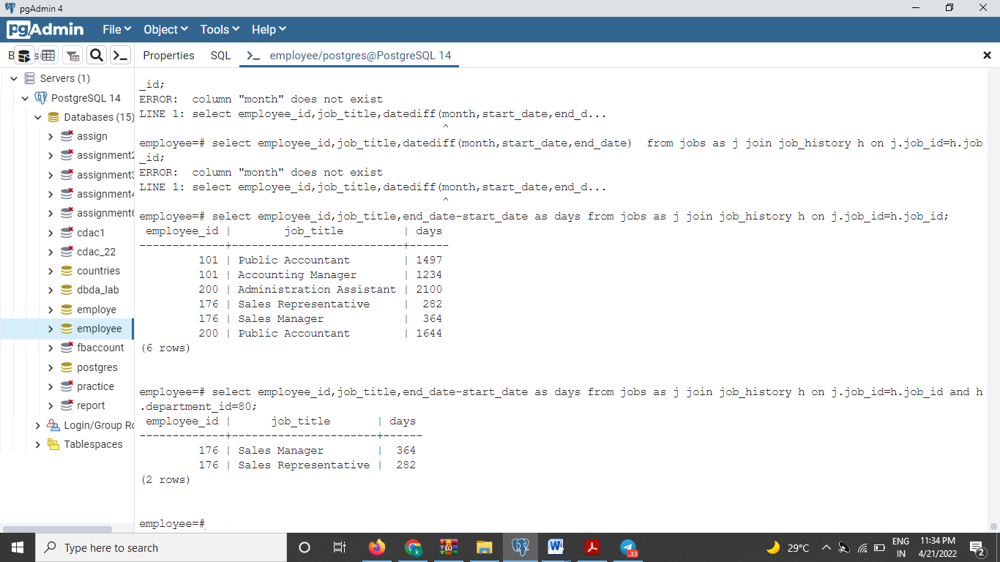 pgAdmin 4
pgAdmin File Object Tools Help
Properties SQL employee/postgres@PostgreSQL 14
Servers (1)
PostgreSQL 14
Databases (15)
assign
assignment2
assignment3
assignment4
assignment6
cdac1
cdac_22
countries
dbda_lab
employe
employee
fbaccount
postgres
practice
report
Login/Group Ro
Tablespaces
_id;
ERROR:  column "month" does not exist
LINE 1: select employee_id,job_title,datediff(month,start_date,end_d...
^
employee=# select employee_id,job_title,datediff(month,start_date,end_date)  from jobs as j join job_history h on j.job_id=h.job
_id;
ERROR:  column "month" does not exist
LINE 1: select employee_id,job_title,datediff(month,start_date,end_d...
^
employee=# select employee_id,job_title,end_date-start_date as days from jobs as j join job_history h on j.job_id=h.job_id;
employee_id | job_title | days
-------------+--------------------------+------
101 | Public Accountant | 1497
101 | Accounting Manager | 1234
200 | Administration Assistant | 2100
176 | Sales Representative | 282
176 | Sales Manager | 364
200 | Public Accountant | 1644
(6 rows)
employee=# select employee_id,job_title,end_date-start_date as days from jobs as j join job_history h on j.job_id=h.job_id and h
.department_id=80;
employee_id | job_title | days
-------------+----------------------+------
176 | Sales Manager | 364
176 | Sales Representative | 282
(2 rows)
employee=#
Type here to search
33
29°C
ENG
IN
11:34 PM
4/21/2022
2